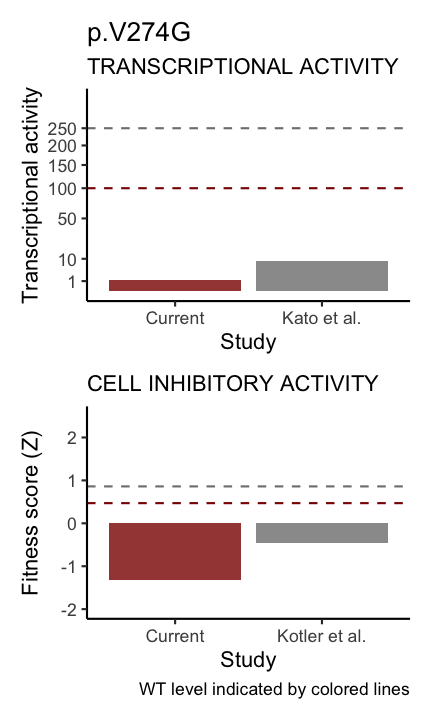 p.V274G
TRANSCRIPTIONAL ACTIVITY
Transcriptional activity
250
200
150
100
50
10
1
Current
Kato et al.
Study
CELL INHIBITORY ACTIVITY
Fitness score (Z)
2
1
0
-1
-2
Current
Kotler et al.
Study
WT level indicated by colored lines